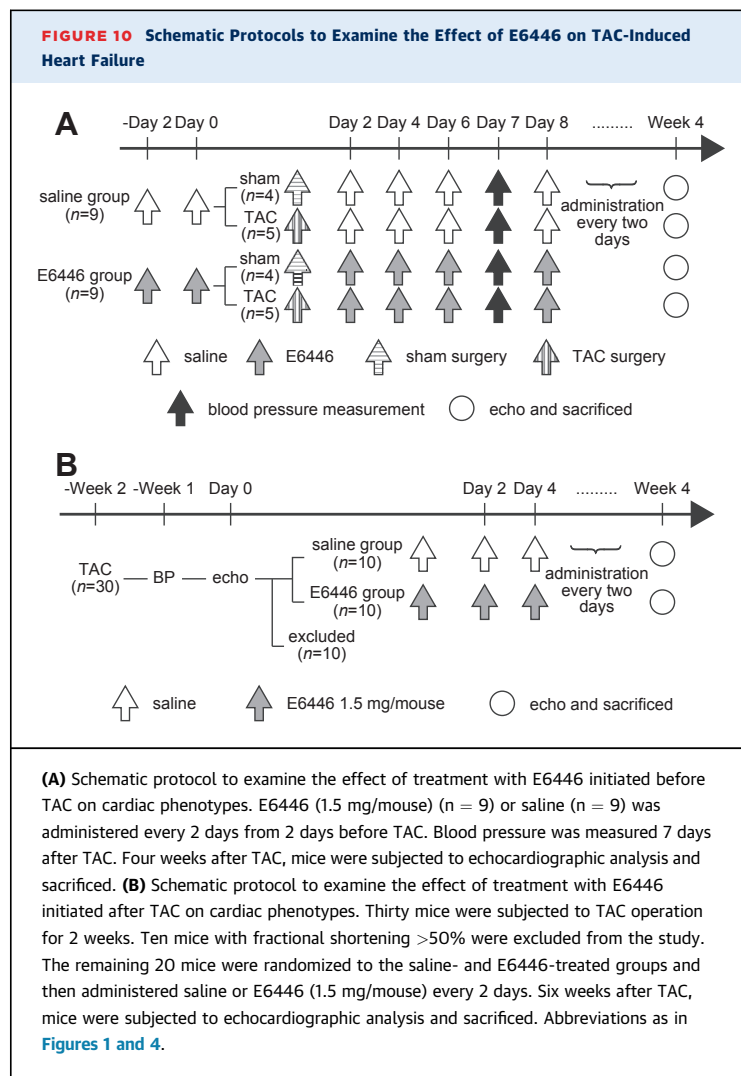 FIGURE 10 Schematic Protocols to Examine the Effect of E6446 on TAC-Induced
Heart Failure
A
-Day 2 Day 0 Day 2 Day 4 Day 6 Day 7 Day 8 ......... Week 4
saline group
(n=9)
sham
(n=4)
TAC
(n=5)
E6446 group
(n=9)
sham
(n=4)
TAC
(n=5)
administration
every two
days
saline E6446 sham surgery TAC surgery
blood pressure measurement echo and sacrificed
B
-Week 2 -Week 1 Day 0 Day 2 Day 4 ......... Week 4
TAC
(n=30)
BP
echo
saline group
(n=10)
E6446 group
(n=10)
excluded
(n=10)
administration
every two
days
saline E6446 1.5 mg/mouse echo and sacrificed
(A) Schematic protocol to examine the effect of treatment with E6446 initiated before
TAC on cardiac phenotypes. E6446 (1.5 mg/mouse) (n = 9) or saline (n = 9) was
administered every 2 days from 2 days before TAC. Blood pressure was measured 7 days
after TAC. Four weeks after TAC, mice were subjected to echocardiographic analysis and
sacrificed. (B) Schematic protocol to examine the effect of treatment with E6446
initiated after TAC on cardiac phenotypes. Thirty mice were subjected to TAC operation
for 2 weeks. Ten mice with fractional shortening >50% were excluded from the study.
The remaining 20 mice were randomized to the saline- and E6446-treated groups and
then administered saline or E6446 (1.5 mg/mouse) every 2 days. Six weeks after TAC,
mice were subjected to echocardiographic analysis and sacrificed. Abbreviations as in
Figures 1 and 4.